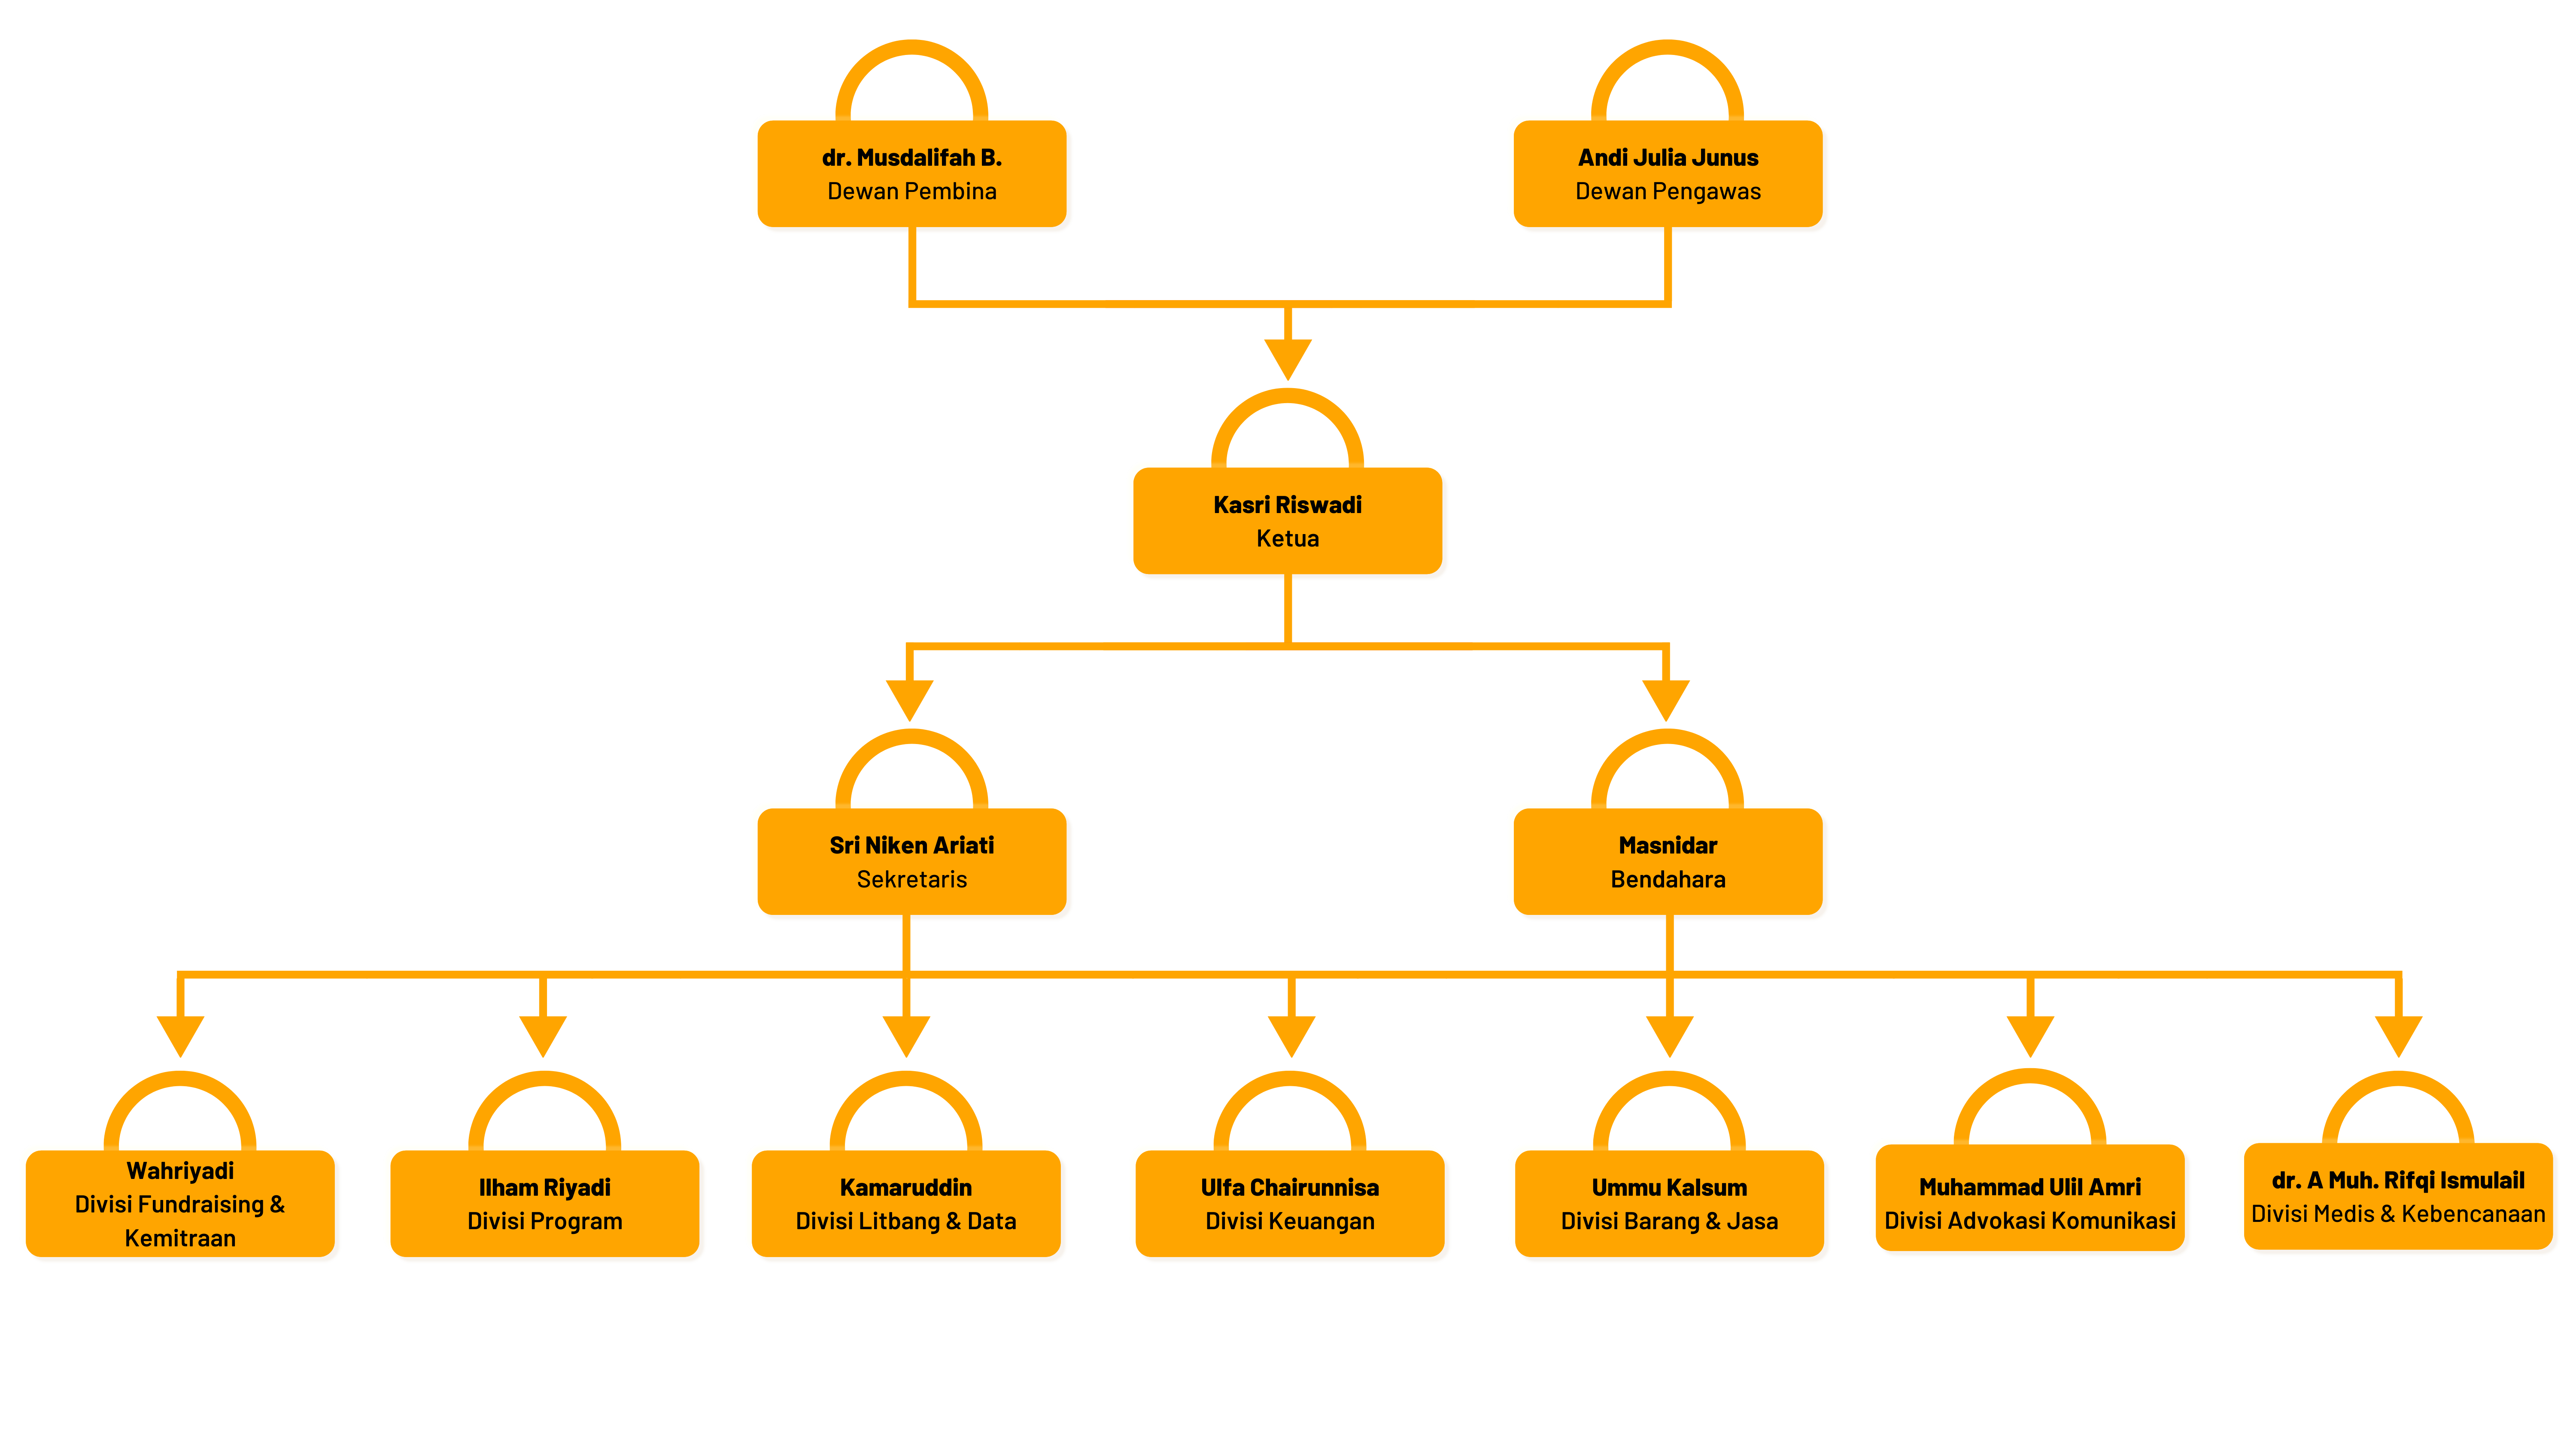 dr. Musdalifah B.
Dewan Pembina
Andi Julia Junus
Dewan Pengawas
Kasri Riswadi
Ketua
Sri Niken Ariati
Sekretaris
Masnidar
Bendahara
Wahriyadi
Divisi Fundraising &
Kemitraan
Ilham Riyadi
Divisi Program
Kamaruddin
Divisi Litbang & Data
Ulfa Chairunnisa
Divisi Keuangan
Ummu Kalsum
Divisi Barang & Jasa
Muhammad Ulil Amri
Divisi Advokasi Komunikasi
dr. A Muh. Rifqi Ismulail
Divisi Medis & Kebencanaan